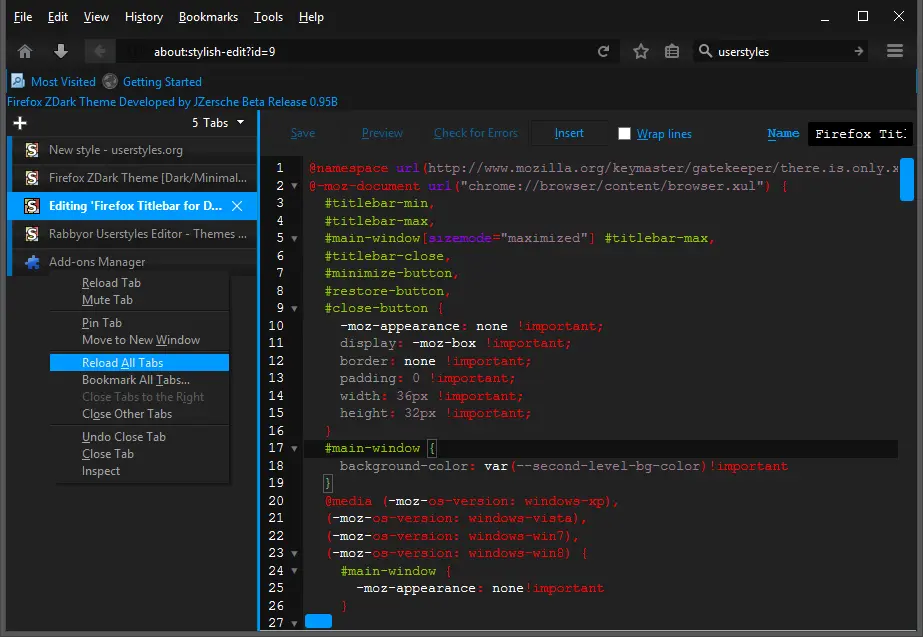 File Edit View History Bookmarks Tools Help
about:stylish-edit?id=9 userstyles
Most Visited Getting Started
Firefox ZDark Theme Developed by JZersche Beta Release 0.95B
5 Tabs
New style - userstyles.org
Firefox ZDark Theme [Dark/Minimal...
Editing 'Firefox Titlebar for D...
Rabbyor Userstyles Editor - Themes ...
Add-ons Manager
Reload Tab
Mute Tab
Pin Tab
Move to New Window
Reload All Tabs
Bookmark All Tabs...
Close Tabs to the Right
Close Other Tabs
Undo Close Tab
Close Tab
Inspect
Save Preview Check for Errors Insert Wrap lines Name Firefox Titl
1 @namespace url(http://www.mozilla.org/keymaster/gatekeeper/there.is.only.x
2 @-moz-document url("chrome://browser/content/browser.xul") {
3 #titlebar-min,
4 #titlebar-max,
5 #main-window[sizemode="maximized"] #titlebar-max,
6 #titlebar-close,
7 #minimize-button,
8 #restore-button,
9 #close-button {
10 -moz-appearance: none !important;
11 display: -moz-box !important;
12 border: none !important;
13 padding: 0 !important;
14 width: 36px !important;
15 height: 32px !important;
16 }
17 #main-window {
18 background-color: var(--second-level-bg-color)!important
19 }
20 @media (-moz-os-version: windows-xp),
21 (-moz-os-version: windows-vista),
22 (-moz-os-version: windows-win7),
23 (-moz-os-version: windows-win8) {
24 #main-window {
25 -moz-appearance: none!important
26 }
27